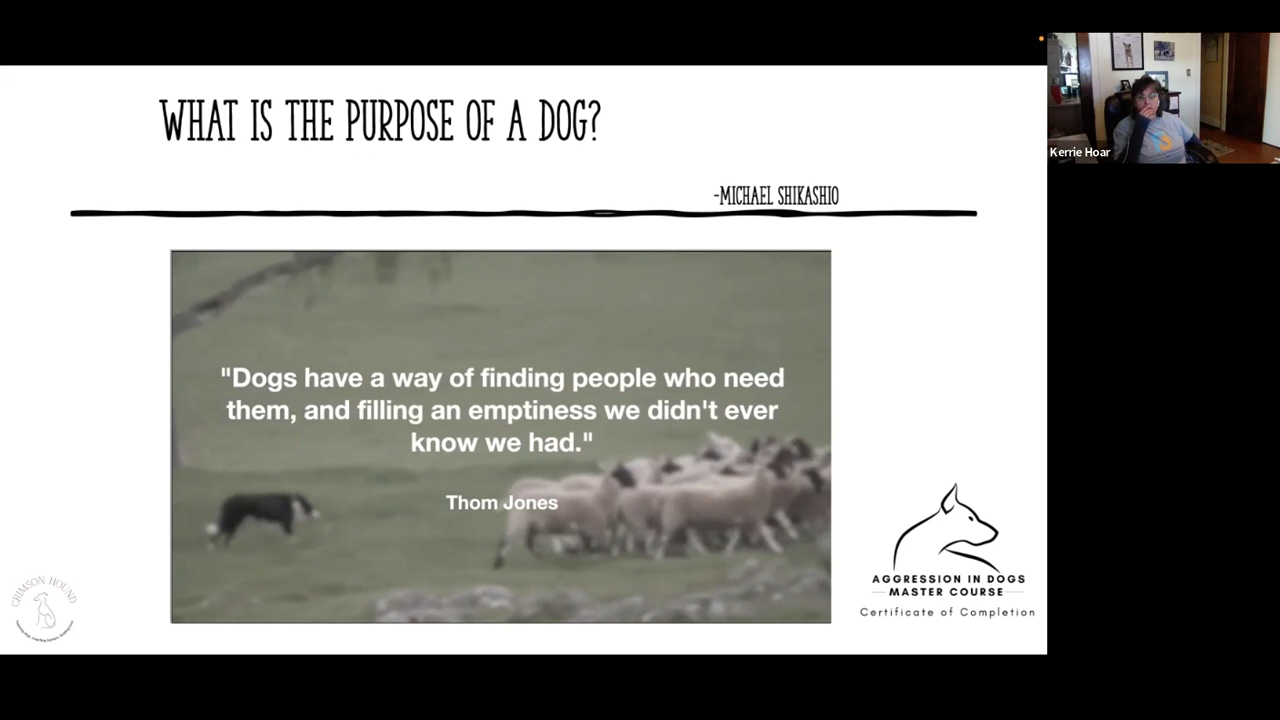 WHAT IS THE PURPOSE OF A DOG?
-MICHAEL SHIKASHIO
"Dogs have a way of finding people who need
them, and filling an emptiness we didn't ever
know we had."
Thom Jones
AGGRESSION IN DOGS
MASTER COURSE
Certificate of Completion
CRIMSON HOUND
Kerrie Hoar